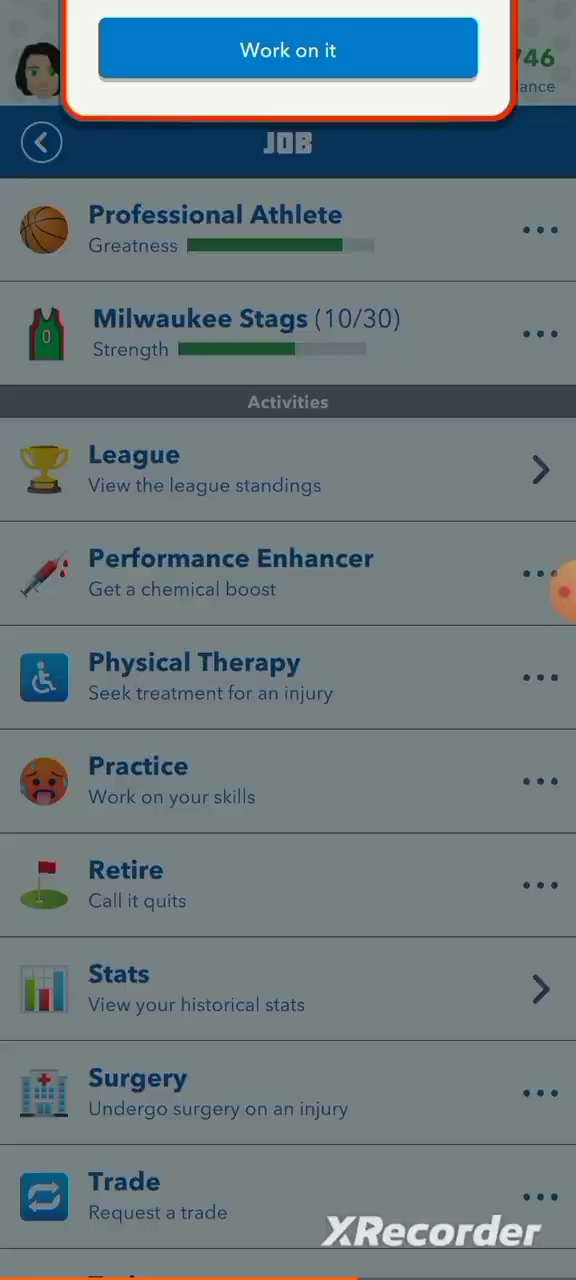 Work on it
746
ance
JOB
Professional Athlete
Greatness
Milwaukee Stags (10/30)
Strength
0
Activities
League
View the league standings
Performance Enhancer
Get a chemical boost
Physical Therapy
Seek treatment for an injury
Practice
Work on your skills
Retire
Call it quits
Stats
View your historical stats
Surgery
Undergo surgery on an injury
Trade
Request a trade
XRecorder